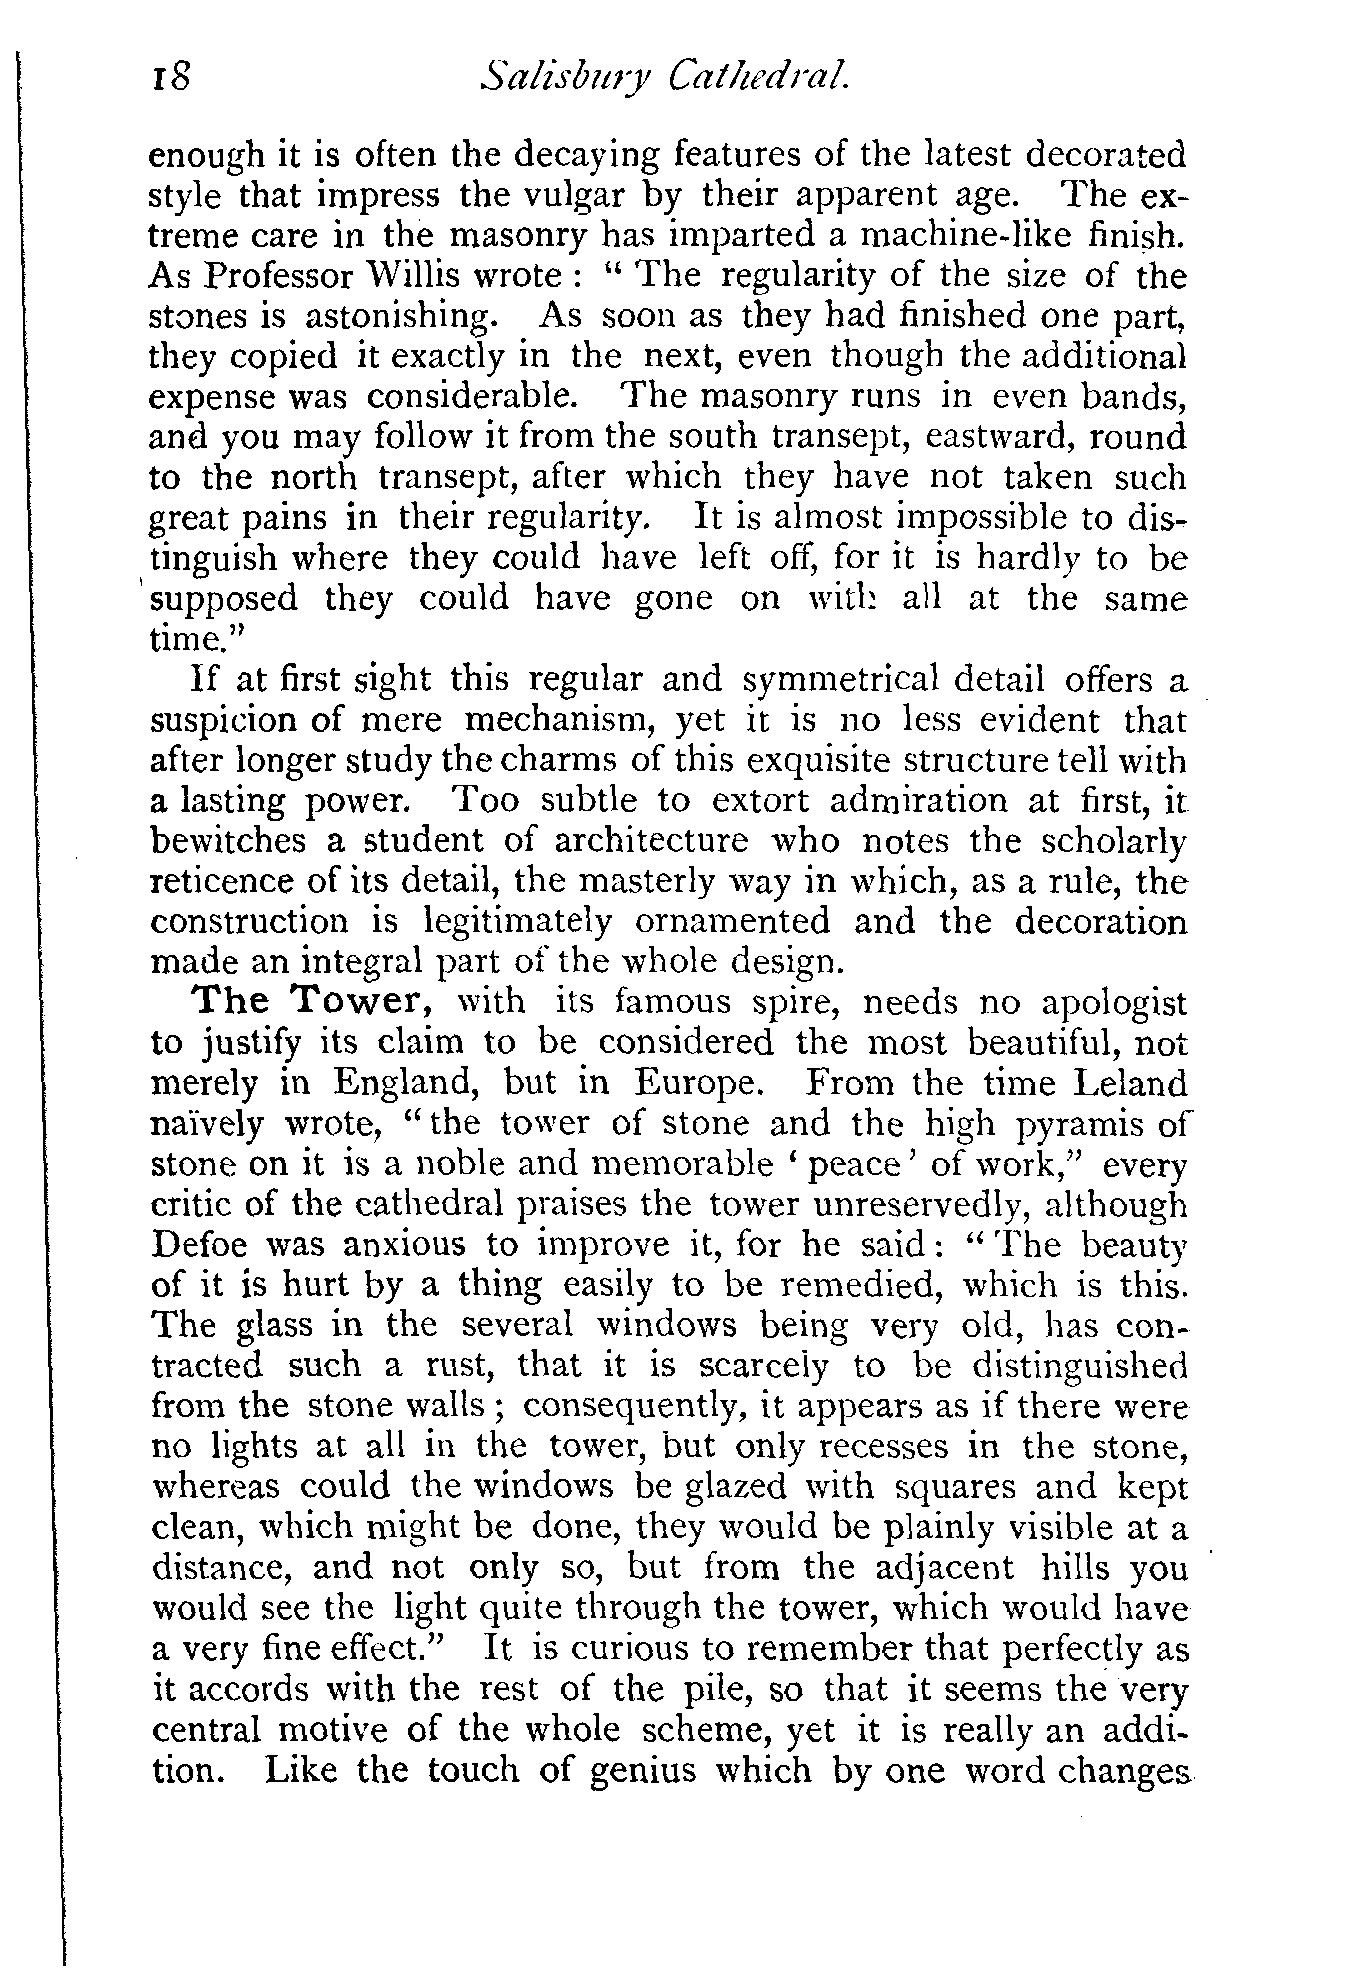 18 Salisbury Cathedral.
enough it is often the decaying features of the latest decorated
style that impress the vulgar by their apparent age. The ex-
treme care in the masonry has imparted a machine-like finish.
As Professor Willis wrote : “ The regularity of the size of the
stones is astonishing. As soon as they had finished one part,
they copied it exactly in the next, even though the additional
expense was considerable. The masonry runs in even bands,
and you may follow it from the south transept, eastward, round
to the north transept, after which they have not taken such
great pains in their regularity. It is almost impossible to dis-
tinguish where they could have left off, for it is hardly to be
supposed they could have gone on with all at the same
time.”
If at first sight this regular and symmetrical detail offers a
suspicion of mere mechanism, yet it is no less evident that
after longer study the charms of this exquisite structure tell with
a lasting power. Too subtle to extort admiration at first, it
bewitches a student of architecture who notes the scholarly
reticence of its detail, the masterly way in which, as a rule, the
construction is legitimately ornamented and the decoration
made an integral part of the whole design.
The Tower, with its famous spire, needs no apologist
to justify its claim to be considered the most beautiful, not
merely in England, but in Europe. From the time Leland
naïvely wrote, “ the tower of stone and the high pyramis of
stone on it is a noble and memorable ‘ peace ’ of work,” every
critic of the cathedral praises the tower unreservedly, although
Defoe was anxious to improve it, for he said : “ The beauty
of it is hurt by a thing easily to be remedied, which is this.
The glass in the several windows being very old, has con-
tracted such a rust, that it is scarcely to be distinguished
from the stone walls ; consequently, it appears as if there were
no lights at all in the tower, but only recesses in the stone,
whereas could the windows be glazed with squares and kept
clean, which might be done, they would be plainly visible at a
distance, and not only so, but from the adjacent hills you
would see the light quite through the tower, which would have
a very fine effect.” It is curious to remember that perfectly as
it accords with the rest of the pile, so that it seems the very
central motive of the whole scheme, yet it is really an addi-
tion. Like the touch of genius which by one word changes